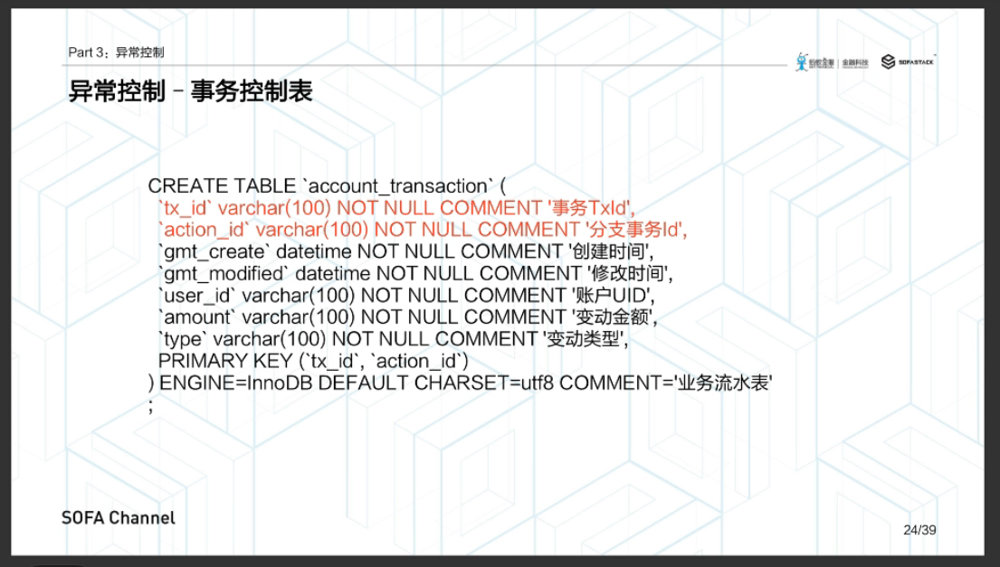 Part 3：异常控制
蚂蚁金服 | 金融科技
SOFASTACK
异常控制 – 事务控制表
CREATE TABLE `account_transaction` (
`tx_id` varchar(100) NOT NULL COMMENT '事务TxId',
`action_id` varchar(100) NOT NULL COMMENT '分支事务Id',
`gmt_create` datetime NOT NULL COMMENT '创建时间',
`gmt_modified` datetime NOT NULL COMMENT '修改时间',
`user_id` varchar(100) NOT NULL COMMENT '账户UID',
`amount` varchar(100) NOT NULL COMMENT '变动金额',
`type` varchar(100) NOT NULL COMMENT '变动类型',
PRIMARY KEY (`tx_id`, `action_id`)
) ENGINE=InnoDB DEFAULT CHARSET=utf8 COMMENT='业务流水表'
;
SOFA Channel
24/39